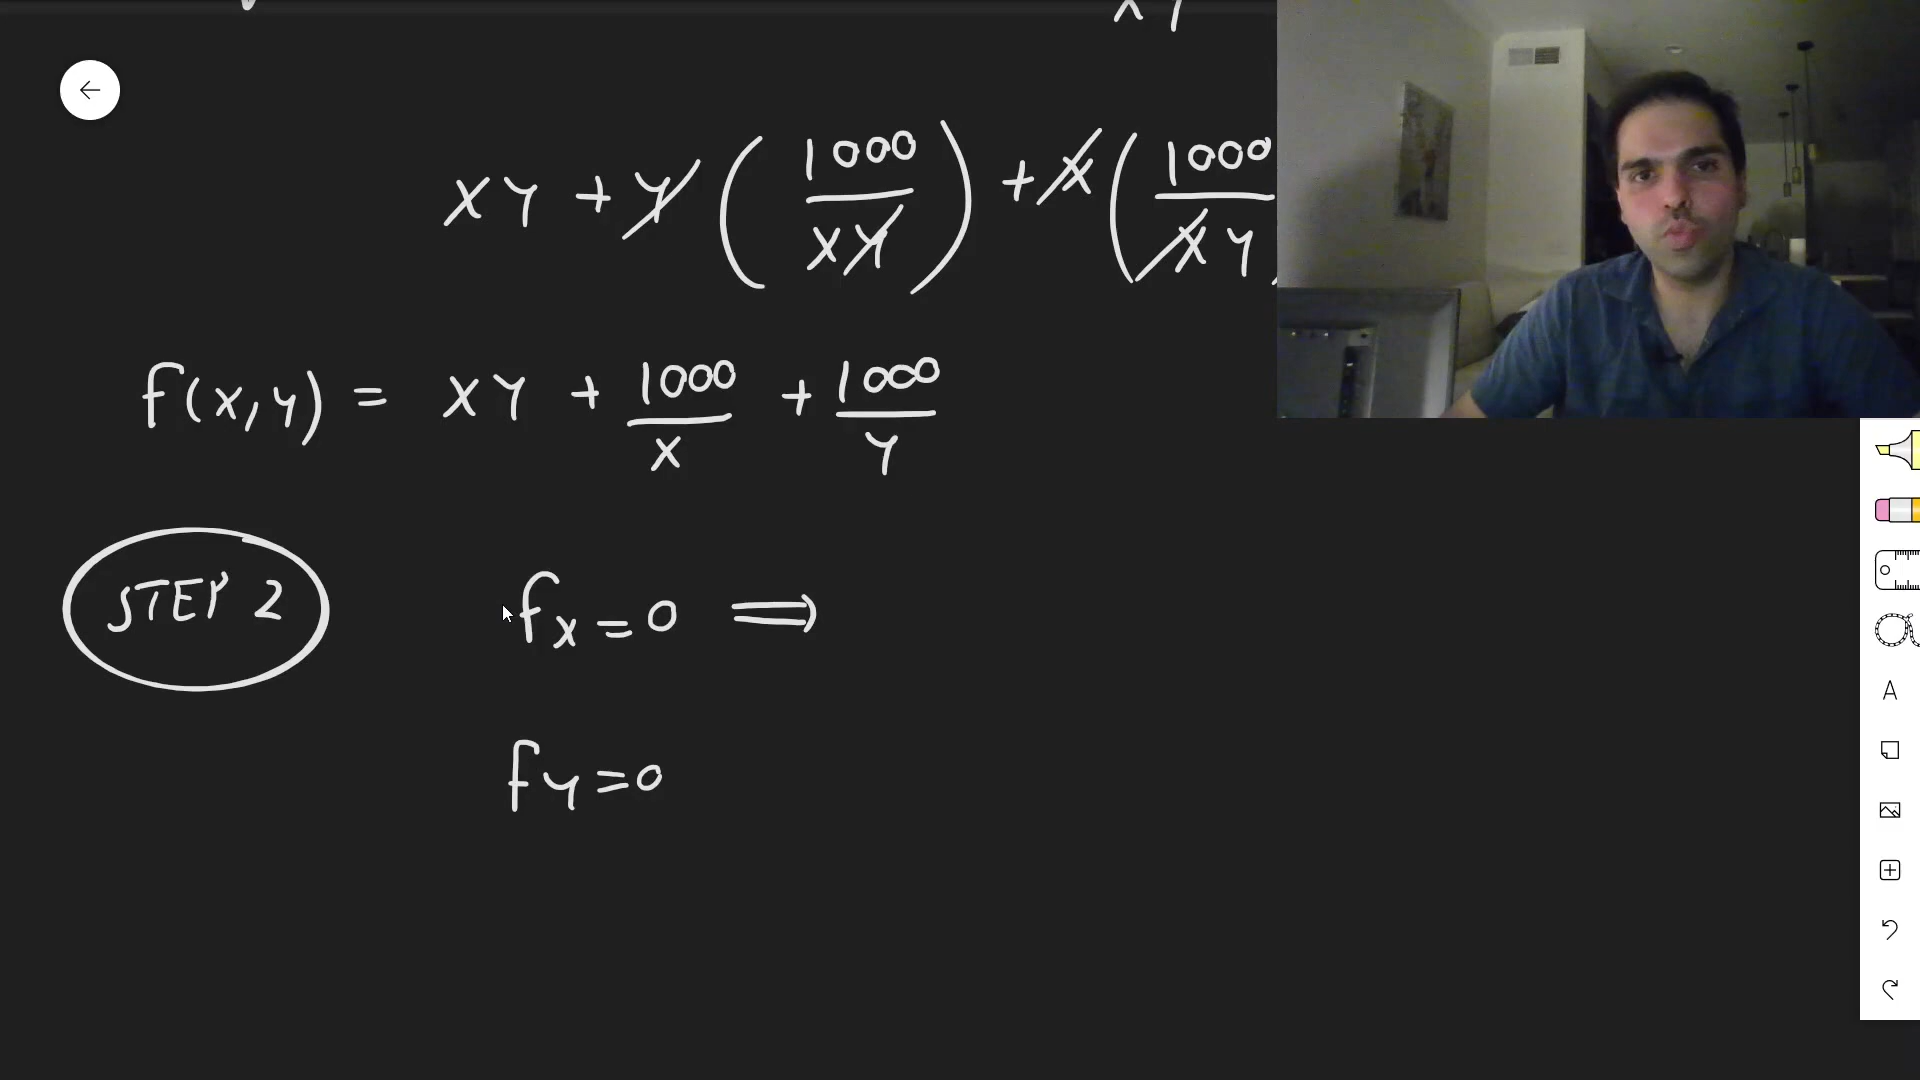 xy + y ( 1000 / xy ) + x ( 1000 / xy
f(x,y) = xy + 1000 / x + 1000 / y
STEP 2
fx = 0 ⟹
fy = 0
A